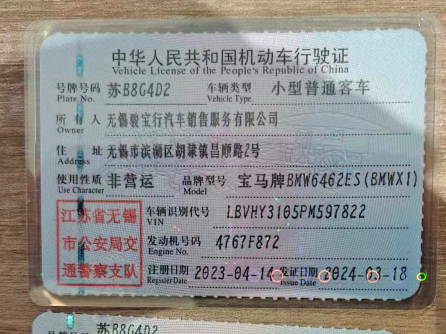 中华人民共和国机动车行驶证
Vehicle License of the People's Republic of China
号牌号码 苏B8G4D2 车辆类型 小型普通客车
Plate No. Vehicle Type
所有人 无锡骏宝行汽车销售服务有限公司
Owner
住址 无锡市滨湖区胡埭镇昌顺路2号
Address
使用性质 非营运 品牌型号 宝马牌BMW6462ES(BMWX1)
Use Character Model
江苏省无锡
市公安局交
通警察支队
车辆识别代号 LBVHY3105PM597822
VIN
发动机号码 4767F872
Engine No.
注册日期 2023-04-14 发证日期 2024-03-18
Register Date Issue Date
号牌号码 苏B8G4D2